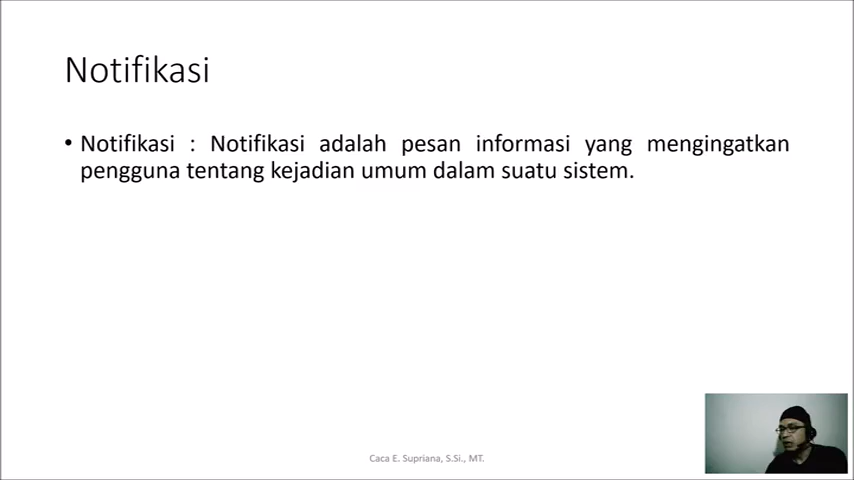 Notifikasi
• Notifikasi : Notifikasi adalah pesan informasi yang mengingatkan
pengguna tentang kejadian umum dalam suatu sistem.
Caca E. Supriana, S.Si., MT.